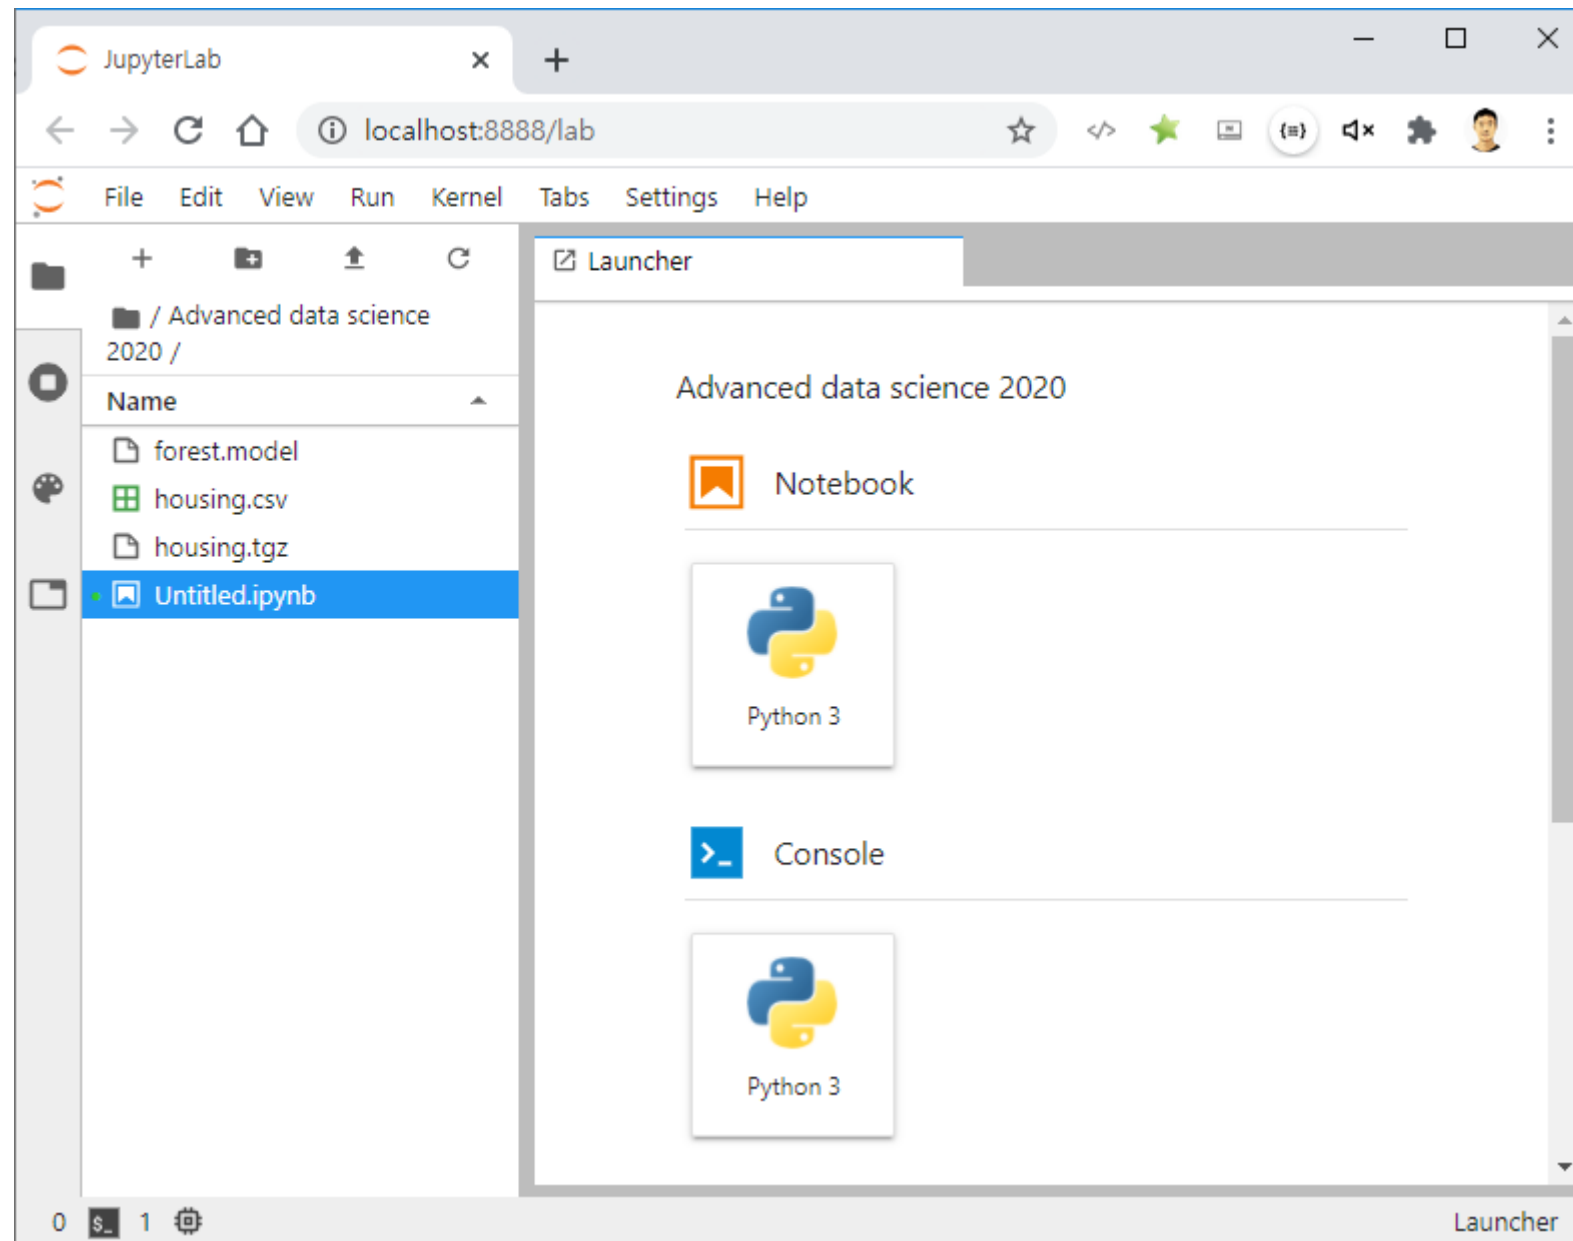 JupyterLab
localhost:8888/lab
File Edit View Run Kernel Tabs Settings Help
/ Advanced data science
2020 /
Name
forest.model
housing.csv
housing.tgz
Untitled.ipynb
Launcher
Advanced data science 2020
Notebook
Python 3
Console
Python 3
0 $_ 1
Launcher